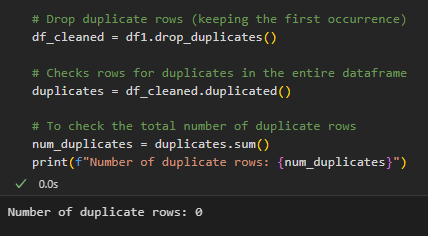 # Drop duplicate rows (keeping the first occurrence)
df_cleaned = df1.drop_duplicates()
# Checks rows for duplicates in the entire dataframe
duplicates = df_cleaned.duplicated()
# To check the total number of duplicate rows
num_duplicates = duplicates.sum()
print(f"Number of duplicate rows: {num_duplicates}")
✓ 0.0s
Number of duplicate rows: 0